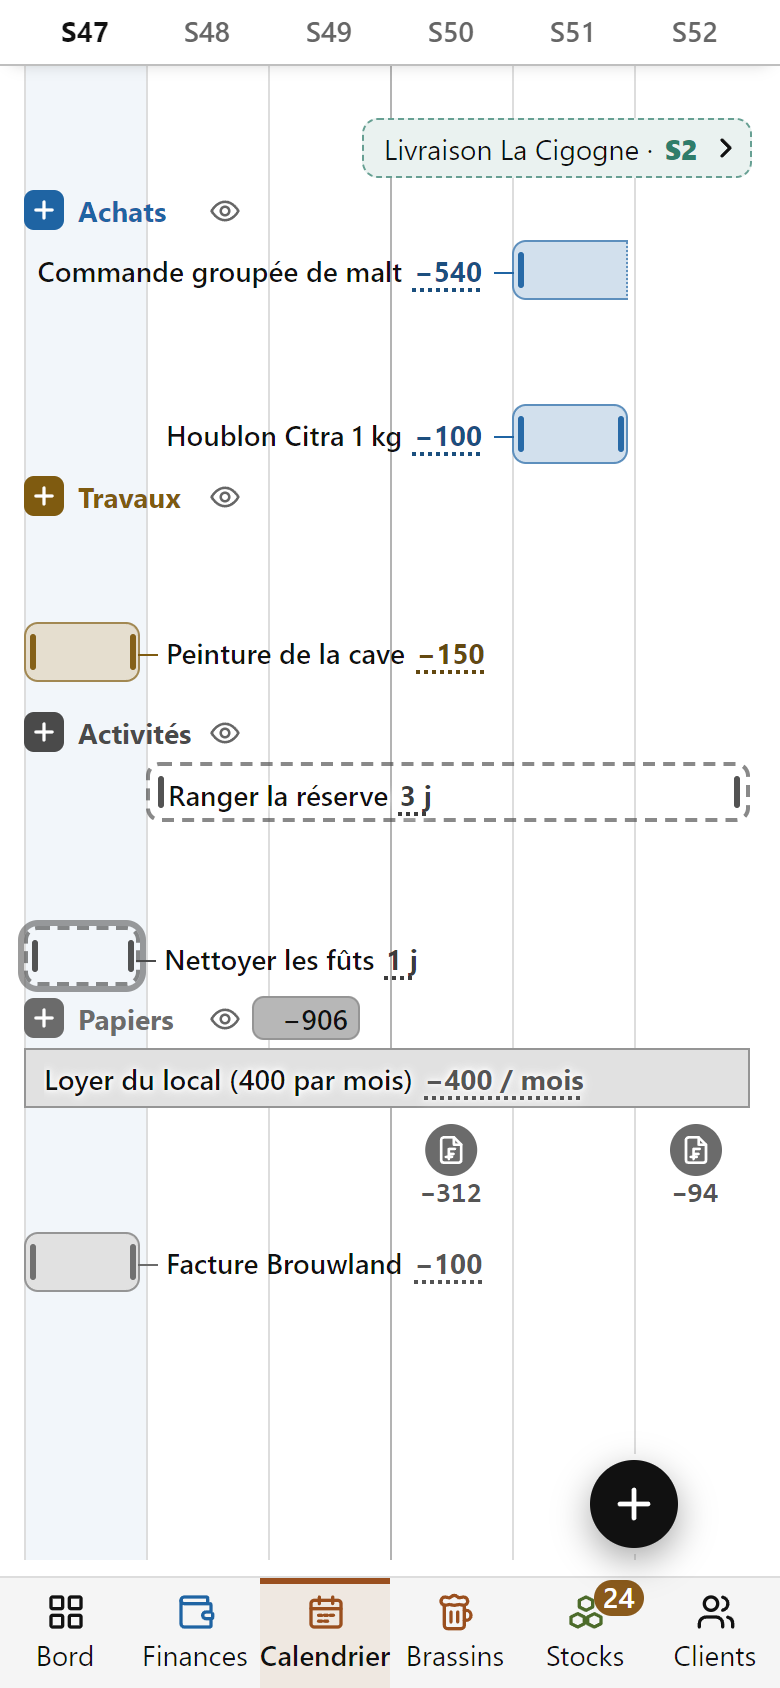 S47 S48 S49 S50 S51 S52
Livraison La Cigogne · S2
Achats
Commande groupée de malt −540
Houblon Citra 1 kg −100
Travaux
Peinture de la cave −150
Activités
Ranger la réserve 3 j
Nettoyer les fûts 1 j
Papiers −906
Loyer du local (400 par mois) −400 / mois
−312 −94
Facture Brouwland −100
24
Bord Finances Calendrier Brassins Stocks Clients